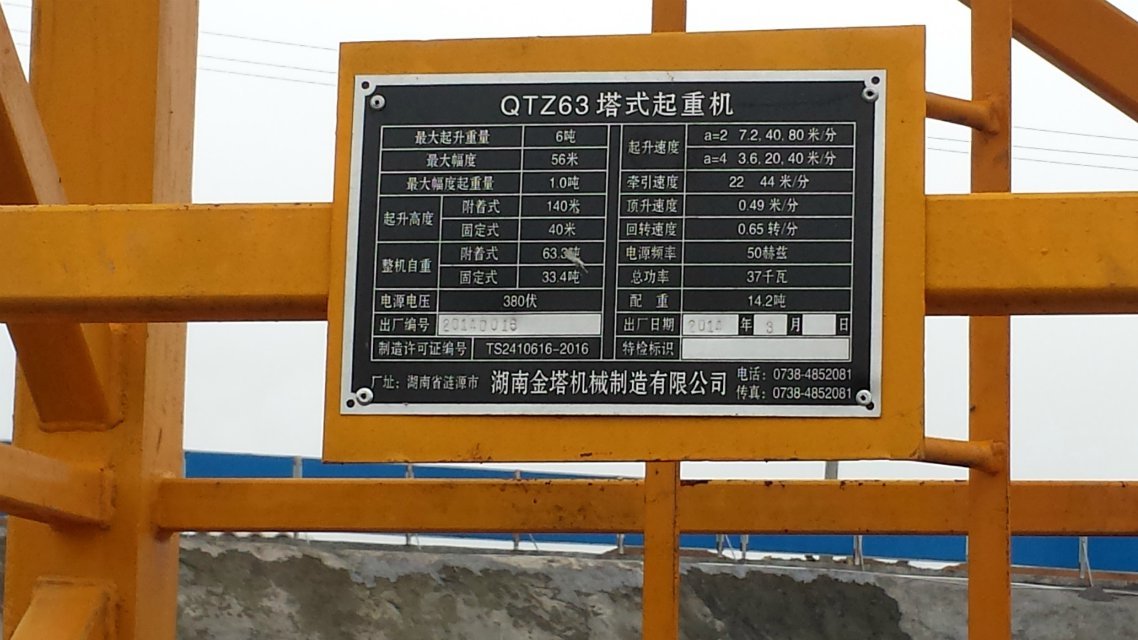 QTZ63 塔式起重机
最大起升重量 6吨
最大幅度 56米
最大幅度起重量 1.0吨
起升高度 附着式 140米
固定式 40米
整机自重 附着式 63.3吨
固定式 33.4吨
电源电压 380伏
出厂编号 20140016
制造许可证编号 TS2410616-2016
起升速度 a=2 7.2, 40, 80 米/分
a=4 3.6, 20, 40 米/分
牵引速度 22 44 米/分
顶升速度 0.49 米/分
回转速度 0.65 转/分
电源频率 50赫兹
总功率 37千瓦
配 重 14.2吨
出厂日期 2014 年 3 月 日
特检标识
厂址：湖南省涟源市 湖南金塔机械制造有限公司
电话：0738-4852081
传真：0738-4852081